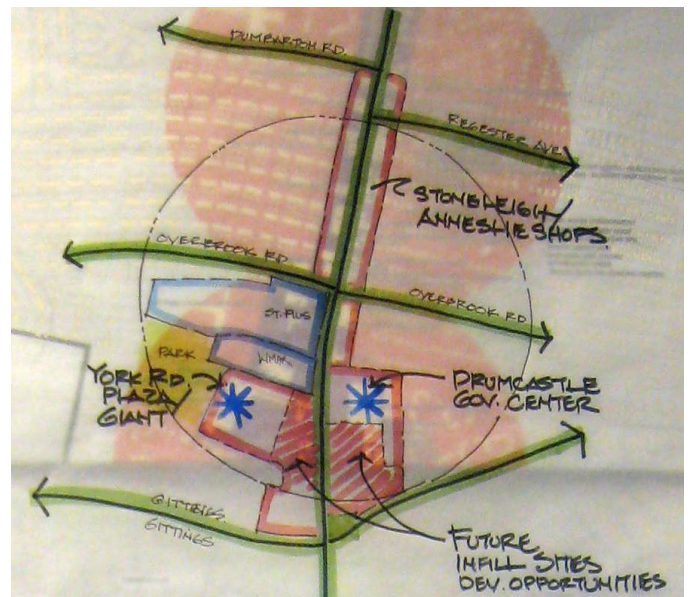 DUMBARTON RD.
REGESTER AVE.
STONELEIGH/
ANNESLIE SHOPS.
OVERBROOK RD
OVERBROOK RD
ST. PIUS
PARK
YORK RD.
PLAZA/
GIANT
DRUMCASTLE
GOV. CENTER
GITTINGS
GITTINGS
FUTURE
INFILL SITES
DEV. OPPORTUNITIES